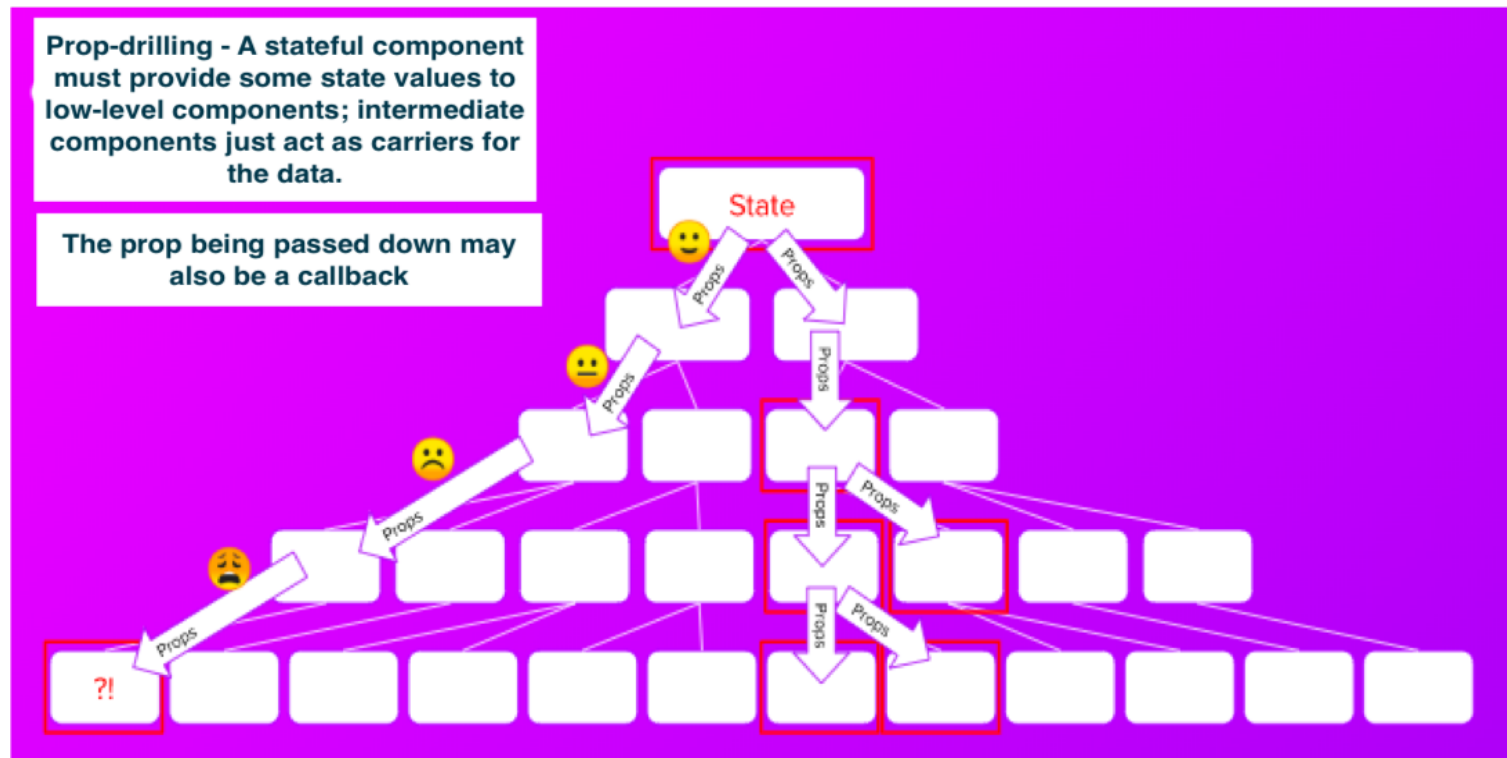 Prop-drilling - A stateful component
must provide some state values to
low-level components; intermediate
components just act as carriers for
the data.
The prop being passed down may
also be a callback
State
Props
Props
Props
Props
Props
Props
Props
Props
Props
Props
?!